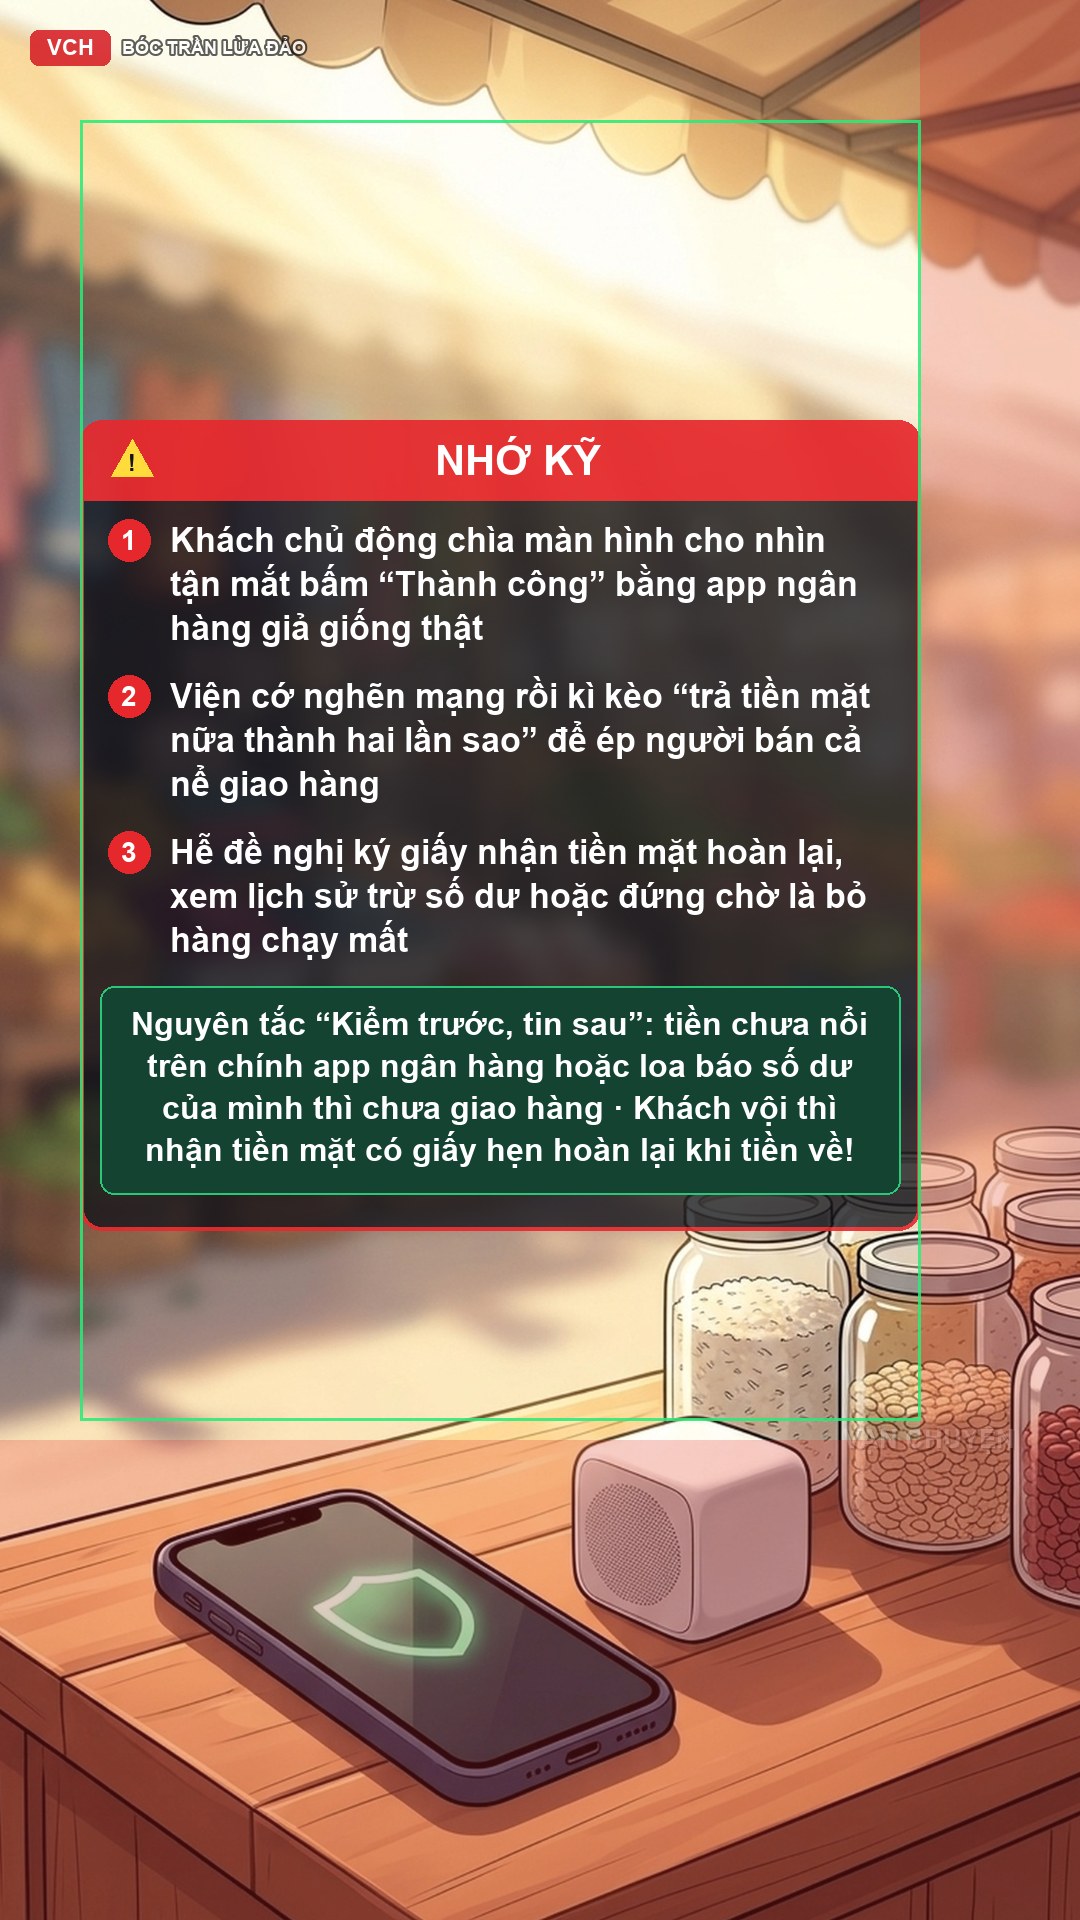 VCH BÓC TRẦN LỪA ĐẢO
! NHỚ KỸ
1 Khách chủ động chìa màn hình cho nhìn
tận mắt bấm “Thành công” bằng app ngân
hàng giả giống thật
2 Viện cớ nghẽn mạng rồi kì kèo “trả tiền mặt
nữa thành hai lần sao” để ép người bán cả
nể giao hàng
3 Hễ đề nghị ký giấy nhận tiền mặt hoàn lại,
xem lịch sử trừ số dư hoặc đứng chờ là bỏ
hàng chạy mất
Nguyên tắc “Kiểm trước, tin sau”: tiền chưa nổi
trên chính app ngân hàng hoặc loa báo số dư
của mình thì chưa giao hàng · Khách vội thì
nhận tiền mặt có giấy hẹn hoàn lại khi tiền về!